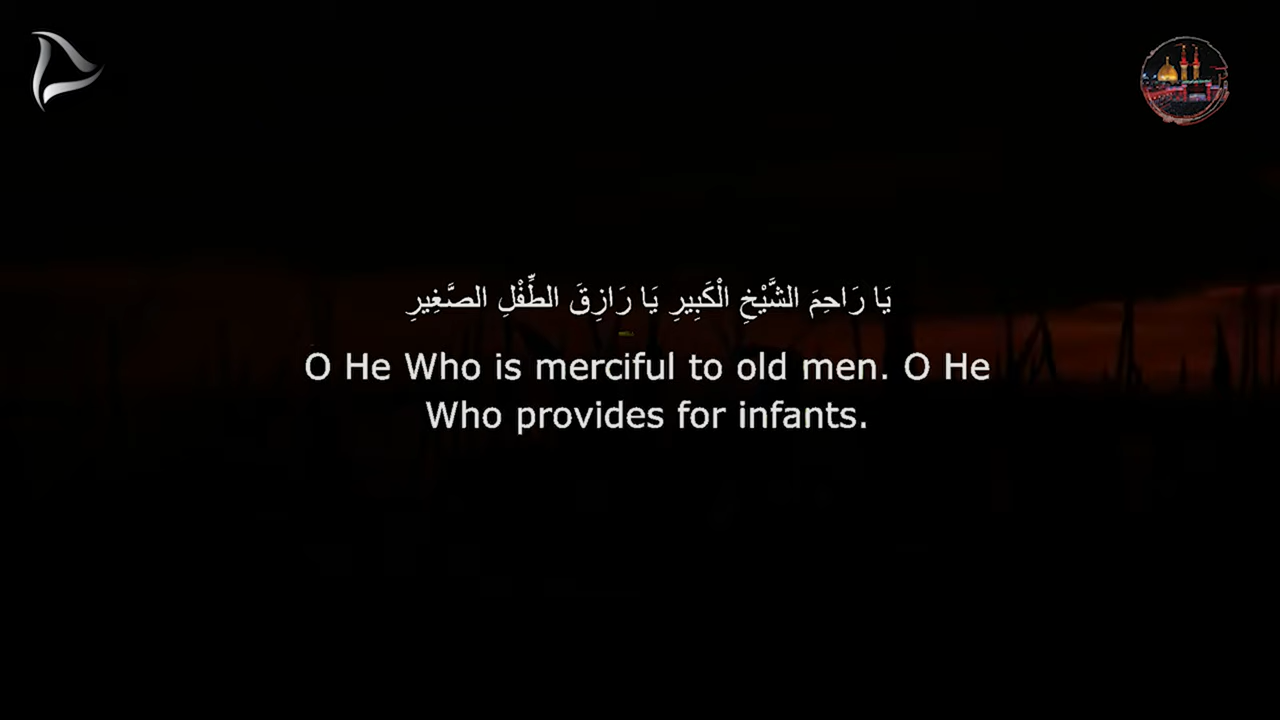 يَا رَاحِمَ الشَّيْخِ الْكَبِيرِ يَا رَازِقَ الطِّفْلِ الصَّغِيرِ
O He Who is merciful to old men. O He
Who provides for infants.